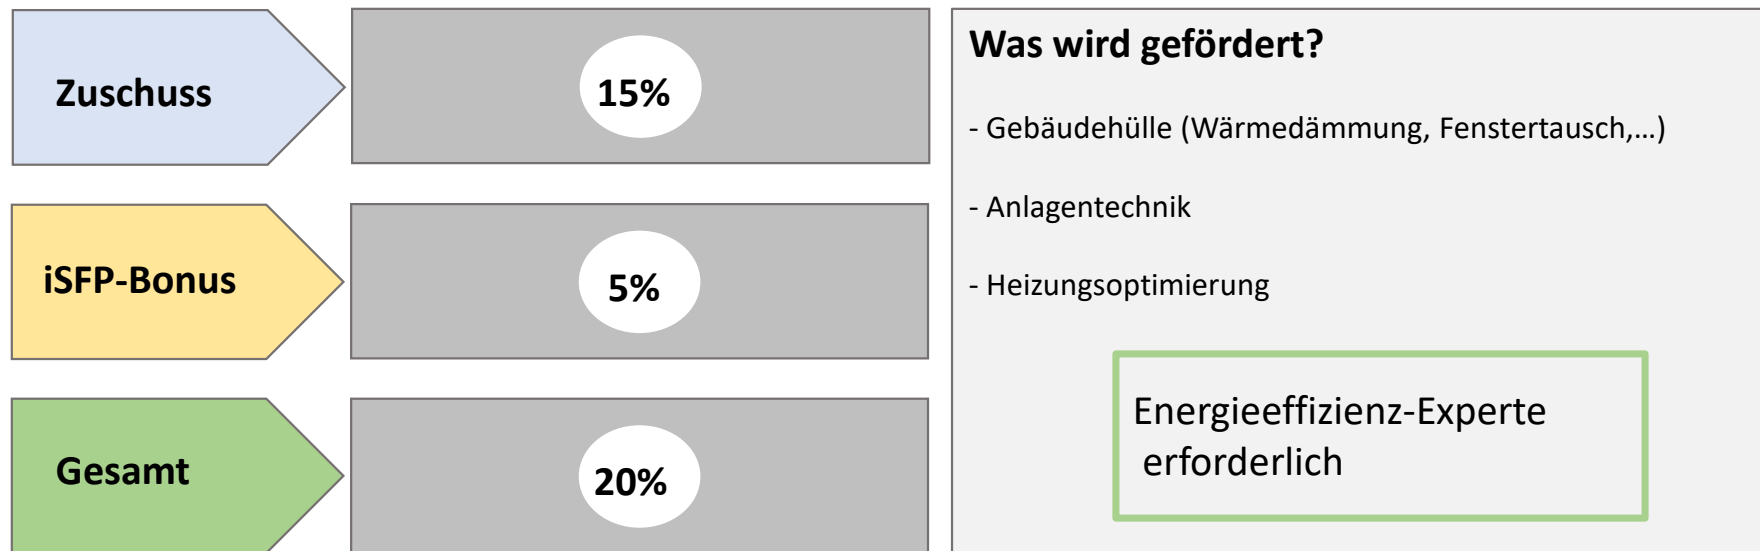 Zuschuss
15%
iSFP-Bonus
5%
Gesamt
20%
Was wird gefördert?
- Gebäudehülle (Wärmedämmung, Fenstertausch,...)
- Anlagentechnik
- Heizungsoptimierung
Energieeffizienz-Experte
erforderlich